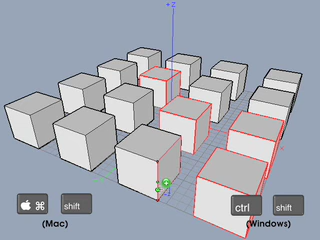 Z
⌘ shift
ctrl shift
(Mac)
(Windows)